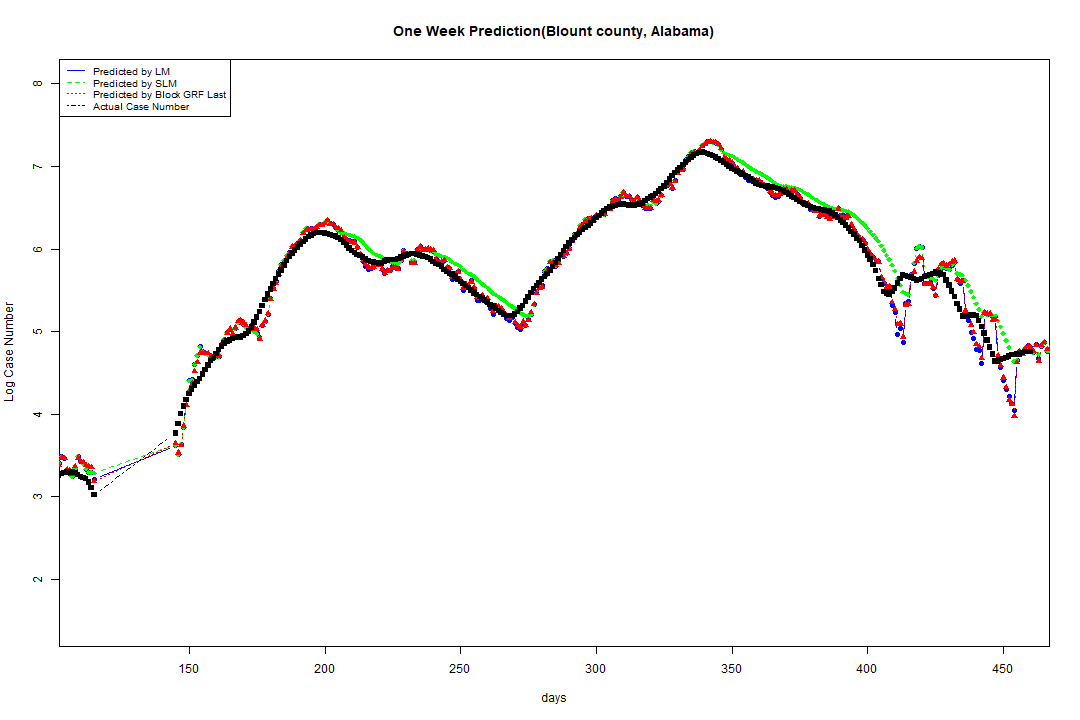 One Week Prediction(Blount county, Alabama)
Predicted by LM
Predicted by SLM
Predicted by Block GRF Last
Actual Case Number
8
7
6
5
4
3
2
Log Case Number
150 200 250 300 350 400 450
days